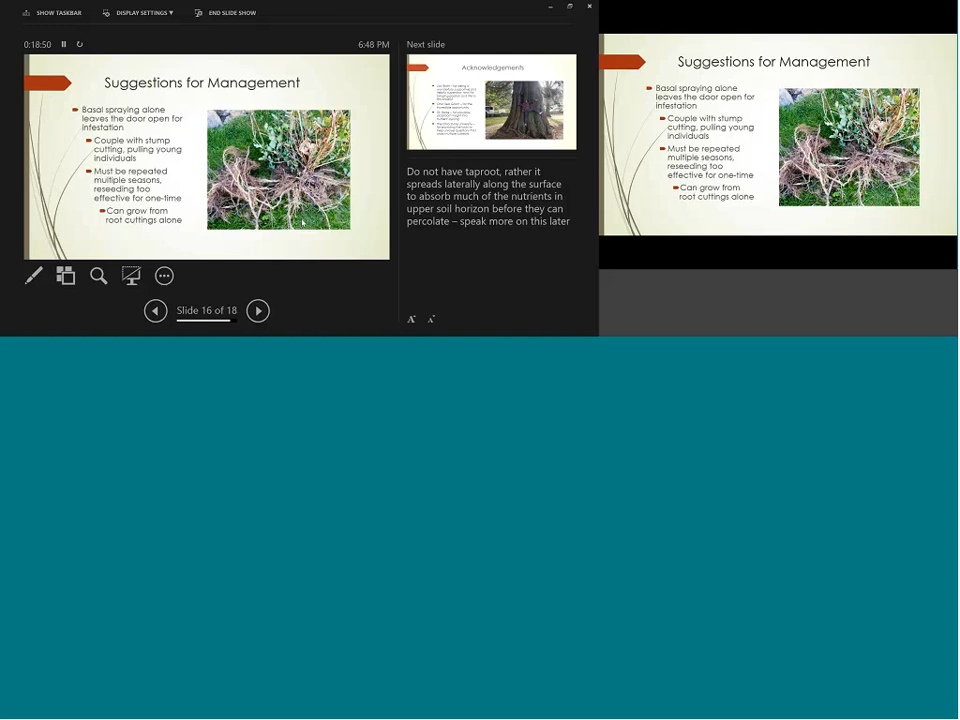 SHOW TASKBAR
DISPLAY SETTINGS ▼
END SLIDE SHOW
0:18:50
6:48 PM
Suggestions for Management
Basal spraying alone
leaves the door open for
infestation
Couple with stump
cutting, pulling young
individuals
Must be repeated
multiple seasons,
reseeding too
effective for one-time
Can grow from
root cuttings alone
Slide 16 of 18
Next slide
Acknowledgements
Do not have taproot, rather it
spreads laterally along the surface
to absorb much of the nutrients in
upper soil horizon before they can
percolate – speak more on this later
A
A
Suggestions for Management
Basal spraying alone
leaves the door open for
infestation
Couple with stump
cutting, pulling young
individuals
Must be repeated
multiple seasons,
reseeding too
effective for one-time
Can grow from
root cuttings alone